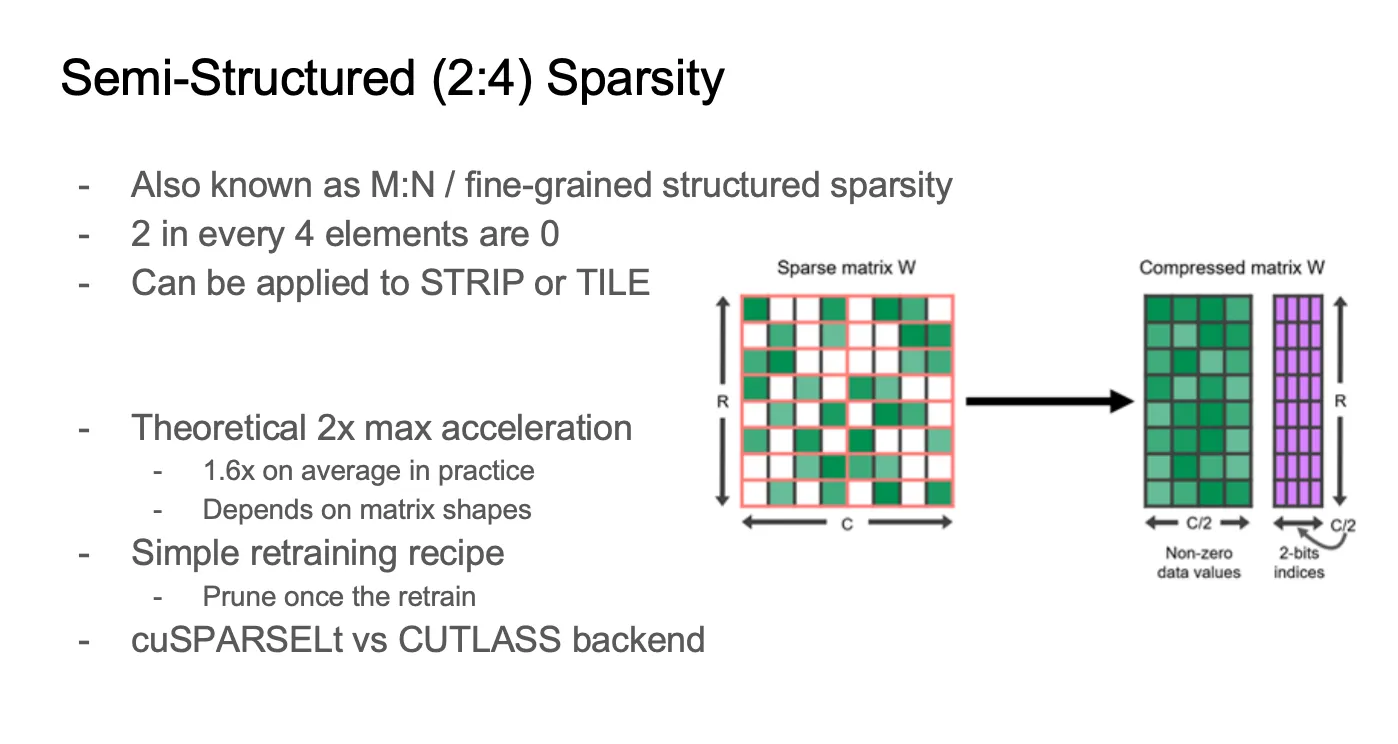 Semi-Structured (2:4) Sparsity
- Also known as M:N / fine-grained structured sparsity
- 2 in every 4 elements are 0
- Can be applied to STRIP or TILE
- Theoretical 2x max acceleration
- 1.6x on average in practice
- Depends on matrix shapes
- Simple retraining recipe
- Prune once the retrain
- cuSPARSELt vs CUTLASS backend
Sparse matrix W
R
C
Compressed matrix W
R
C/2
C/2
Non-zero
data values
2-bits
indices